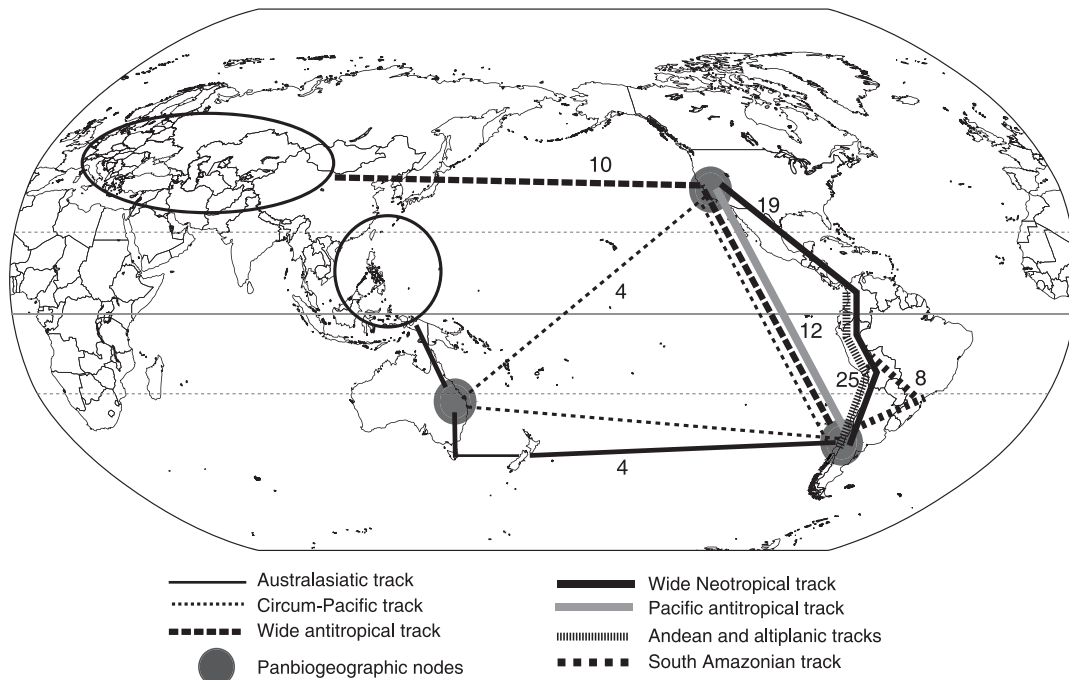 10
19
4
12
25
8
4
Australasiatic track
Circum-Pacific track
Wide antitropical track
Panbiogeographic nodes
Wide Neotropical track
Pacific antitropical track
Andean and altiplanic tracks
South Amazonian track